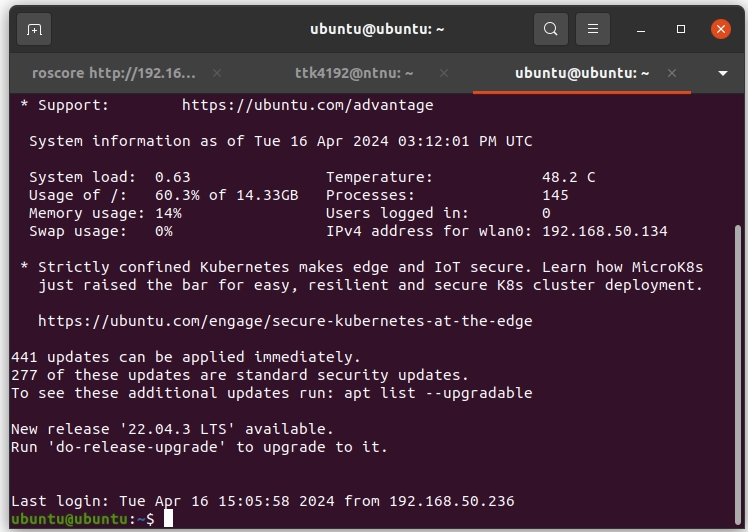 ubuntu@ubuntu: ~
roscore http://192.16...
ttk4192@ntnu: ~
ubuntu@ubuntu: ~
* Support:        https://ubuntu.com/advantage
System information as of Tue 16 Apr 2024 03:12:01 PM UTC
System load:  0.63               Temperature:            48.2 C
Usage of /:   60.3% of 14.33GB   Processes:              145
Memory usage: 14%                Users logged in:        0
Swap usage:   0%                 IPv4 address for wlan0: 192.168.50.134
* Strictly confined Kubernetes makes edge and IoT secure. Learn how MicroK8s
just raised the bar for easy, resilient and secure K8s cluster deployment.
https://ubuntu.com/engage/secure-kubernetes-at-the-edge
441 updates can be applied immediately.
277 of these updates are standard security updates.
To see these additional updates run: apt list --upgradable
New release '22.04.3 LTS' available.
Run 'do-release-upgrade' to upgrade to it.
Last login: Tue Apr 16 15:05:58 2024 from 192.168.50.236
ubuntu@ubuntu:~$